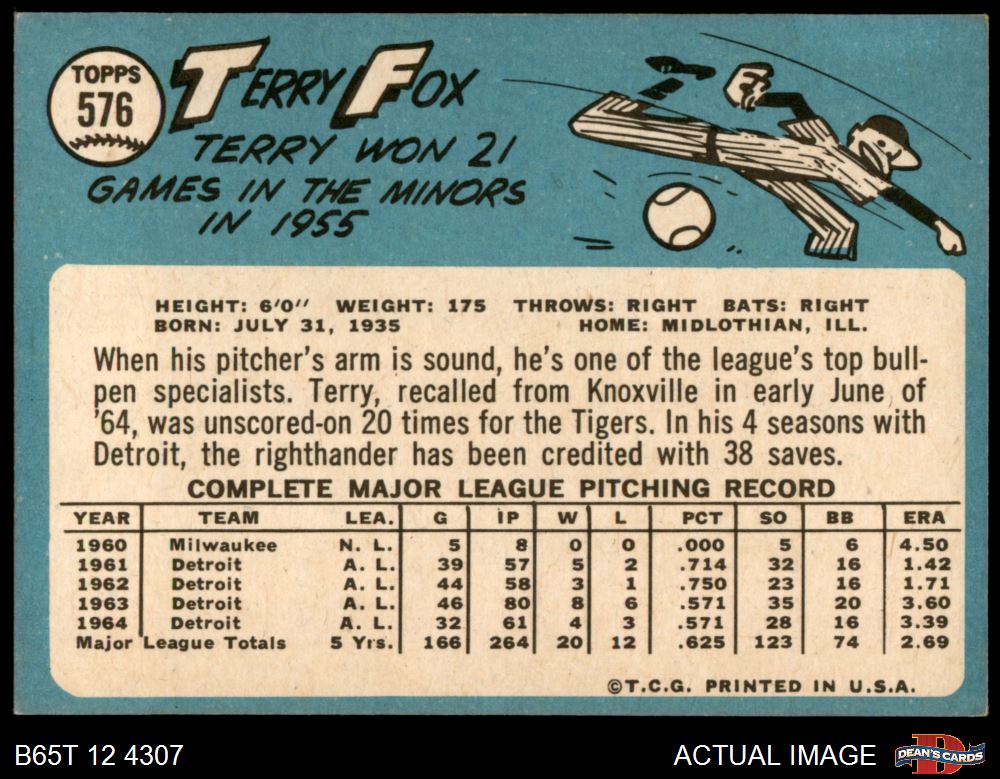 TOPPS
576
TERRY FOX
TERRY WON 21
GAMES IN THE MINORS
IN 1955
HEIGHT: 6'0" WEIGHT: 175 THROWS: RIGHT BATS: RIGHT
BORN: JULY 31, 1935 HOME: MIDLOTHIAN, ILL.
When his pitcher's arm is sound, he's one of the league's top bull-
pen specialists. Terry, recalled from Knoxville in early June of
'64, was unscored-on 20 times for the Tigers. In his 4 seasons with
Detroit, the righthander has been credited with 38 saves.
COMPLETE MAJOR LEAGUE PITCHING RECORD
YEAR TEAM LEA. G IP W L PCT SO BB ERA
1960 Milwaukee N. L. 5 8 0 0 .000 5 6 4.50
1961 Detroit A. L. 39 57 5 2 .714 32 16 1.42
1962 Detroit A. L. 44 58 3 1 .750 23 16 1.71
1963 Detroit A. L. 46 80 8 6 .571 35 20 3.60
1964 Detroit A. L. 32 61 4 3 .571 28 16 3.39
Major League Totals 5 Yrs. 166 264 20 12 .625 123 74 2.69
©T.C.G. PRINTED IN U.S.A.
B65T 12 4307 ACTUAL IMAGE D DEAN'S CARDS